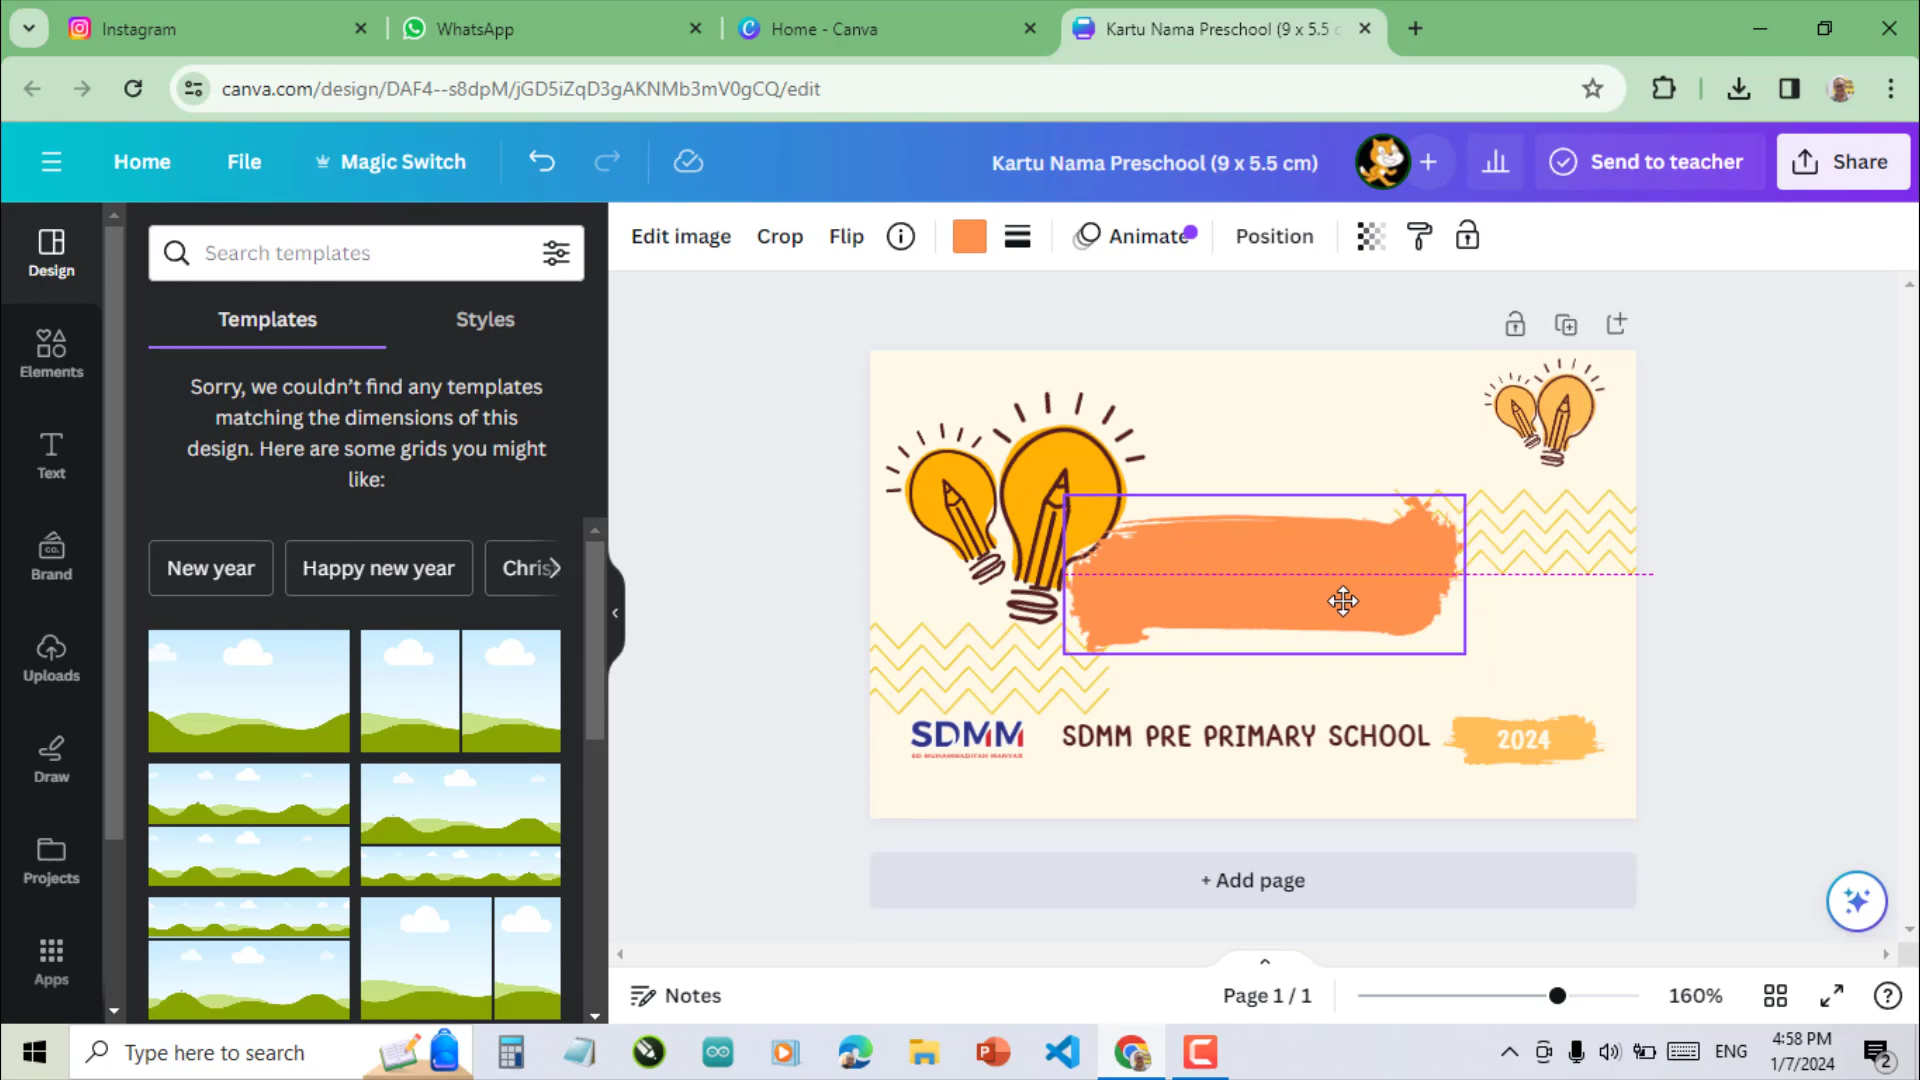 Instagram
WhatsApp
Home - Canva
Kartu Nama Preschool (9 x 5.5 c
canva.com/design/DAF4--s8dpM/jGD5iZqD3gAKNMb3mV0gCQ/edit
Home
File
Magic Switch
Kartu Nama Preschool (9 x 5.5 cm)
Send to teacher
Share
Edit image
Crop
Flip
Animate
Position
Design
Elements
Text
Brand
Uploads
Draw
Projects
Apps
Search templates
Templates
Styles
Sorry, we couldn't find any templates
matching the dimensions of this
design. Here are some grids you might
like:
New year
Happy new year
Chris
SDMM
SD MUHAMMADIYAH MANYAR
SDMM PRE PRIMARY SCHOOL
2024
+ Add page
Notes
Page 1 / 1
160%
Type here to search
ENG
4:58 PM
1/7/2024
2